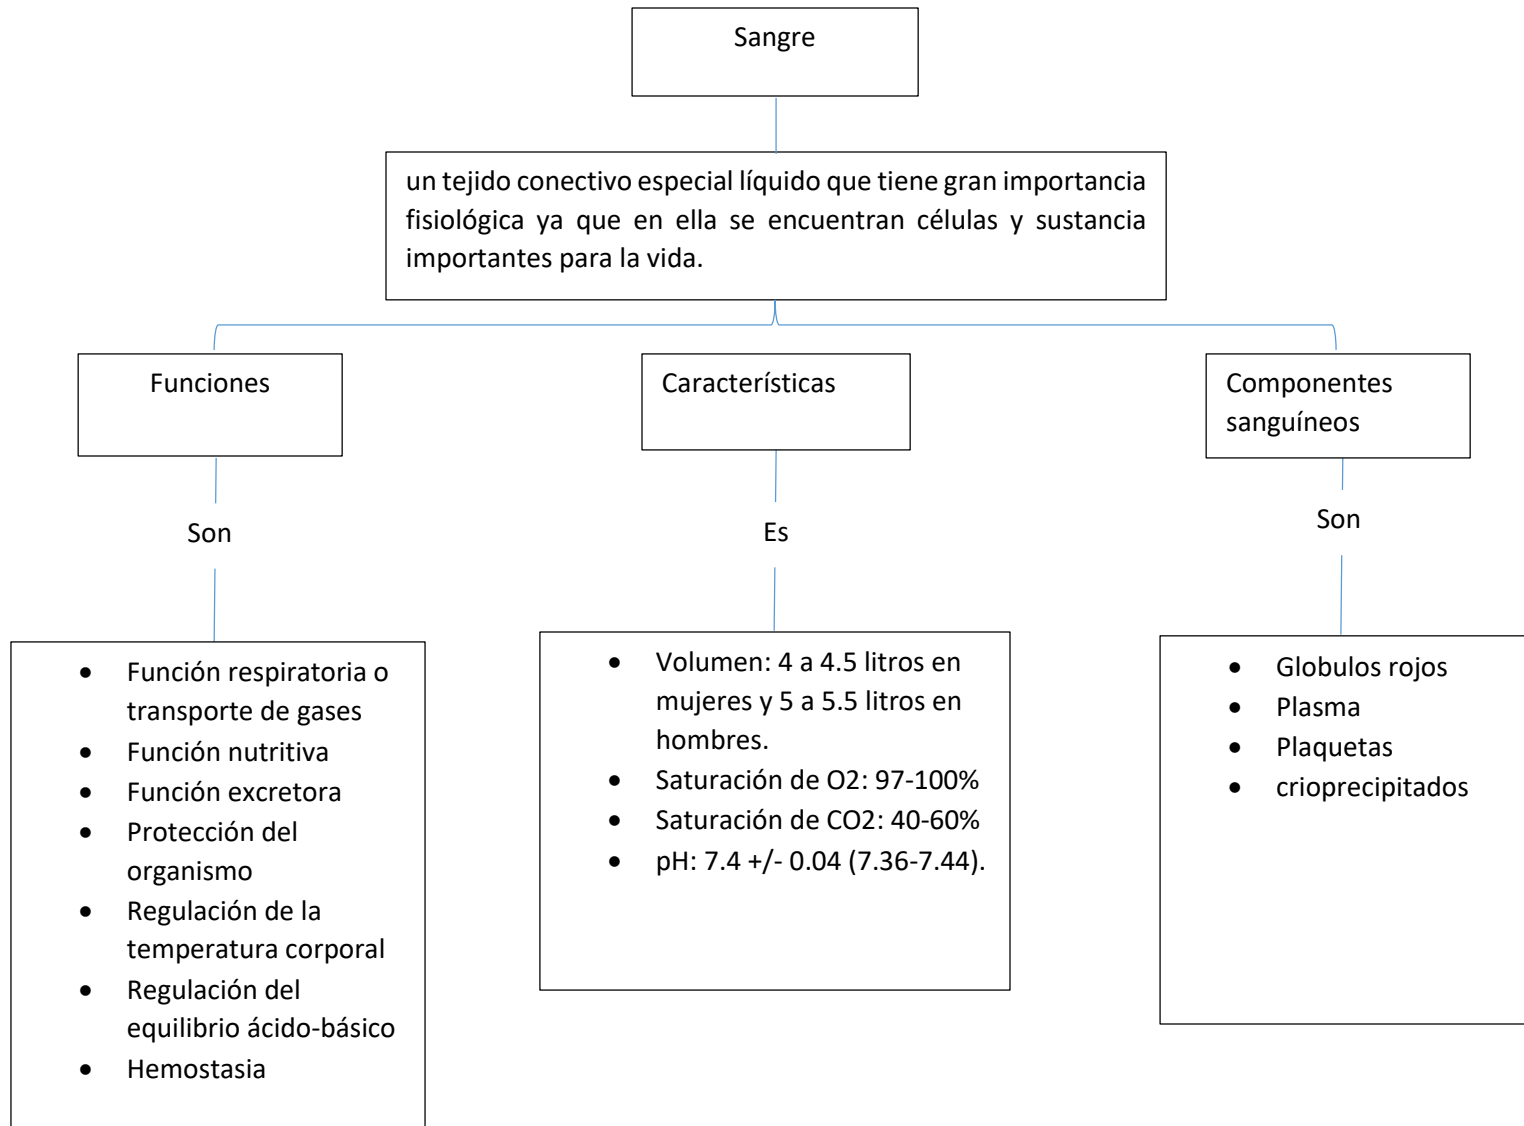 Sangre
un tejido conectivo especial líquido que tiene gran importancia
fisiológica ya que en ella se encuentran células y sustancia
importantes para la vida.
Funciones
Características
Componentes
sanguíneos
Son
Es
Son
• Función respiratoria o
transporte de gases
• Función nutritiva
• Función excretora
• Protección del
organismo
• Regulación de la
temperatura corporal
• Regulación del
equilibrio ácido-básico
• Hemostasia
• Volumen: 4 a 4.5 litros en
mujeres y 5 a 5.5 litros en
hombres.
• Saturación de O2: 97-100%
• Saturación de CO2: 40-60%
• pH: 7.4 +/- 0.04 (7.36-7.44).
• Globulos rojos
• Plasma
• Plaquetas
• crioprecipitados